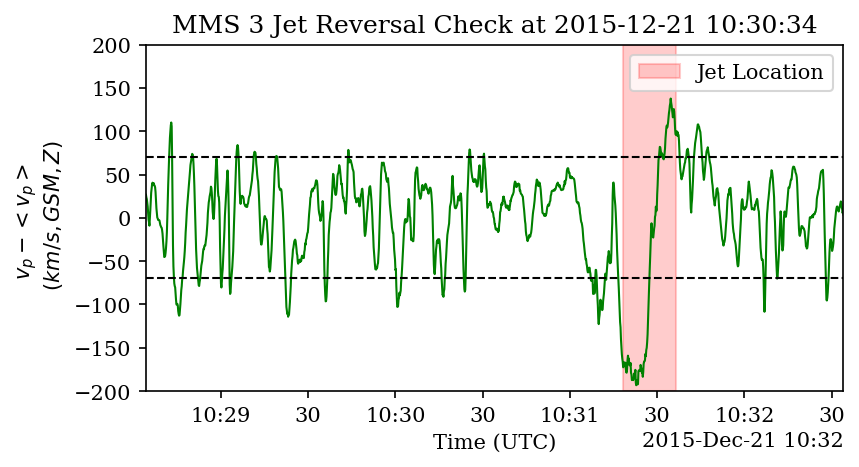 MMS 3 Jet Reversal Check at 2015-12-21 10:30:34
200
150
100
50
0
−50
−100
−150
−200
v_p − < v_p >
(km/s, GSM, Z)
Jet Location
10:29
30
10:30
30
10:31
30
10:32
30
Time (UTC)
2015-Dec-21 10:32